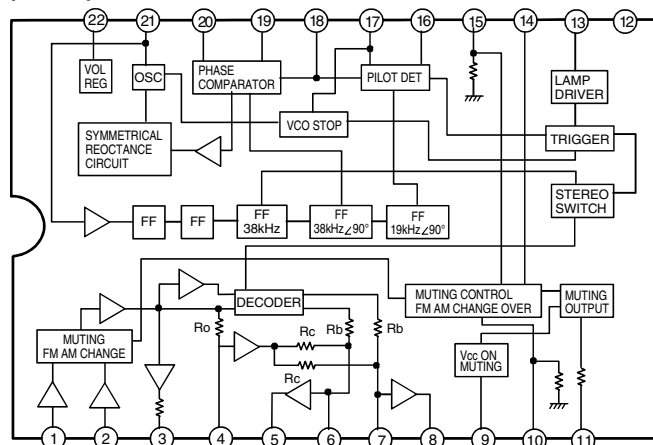 22 21 20 19 18 17 16 15 14 13 12
VOL
REG
OSC
PHASE
COMPARATOR
PILOT DET
LAMP
DRIVER
SYMMETRICAL
REOCTANCE
CIRCUIT
VCO STOP
TRIGGER
STEREO
SWITCH
FF
FF
FF
38kHz
FF
38kHz∠90°
FF
19kHz∠90°
DECODER
MUTING CONTROL
FM AM CHANGE OVER
MUTING
OUTPUT
Ro
Rc
Rb
Rb
MUTING
FM AM CHANGE
Rc
Vcc ON
MUTING
1 2 3 4 5 6 7 8 9 10 11